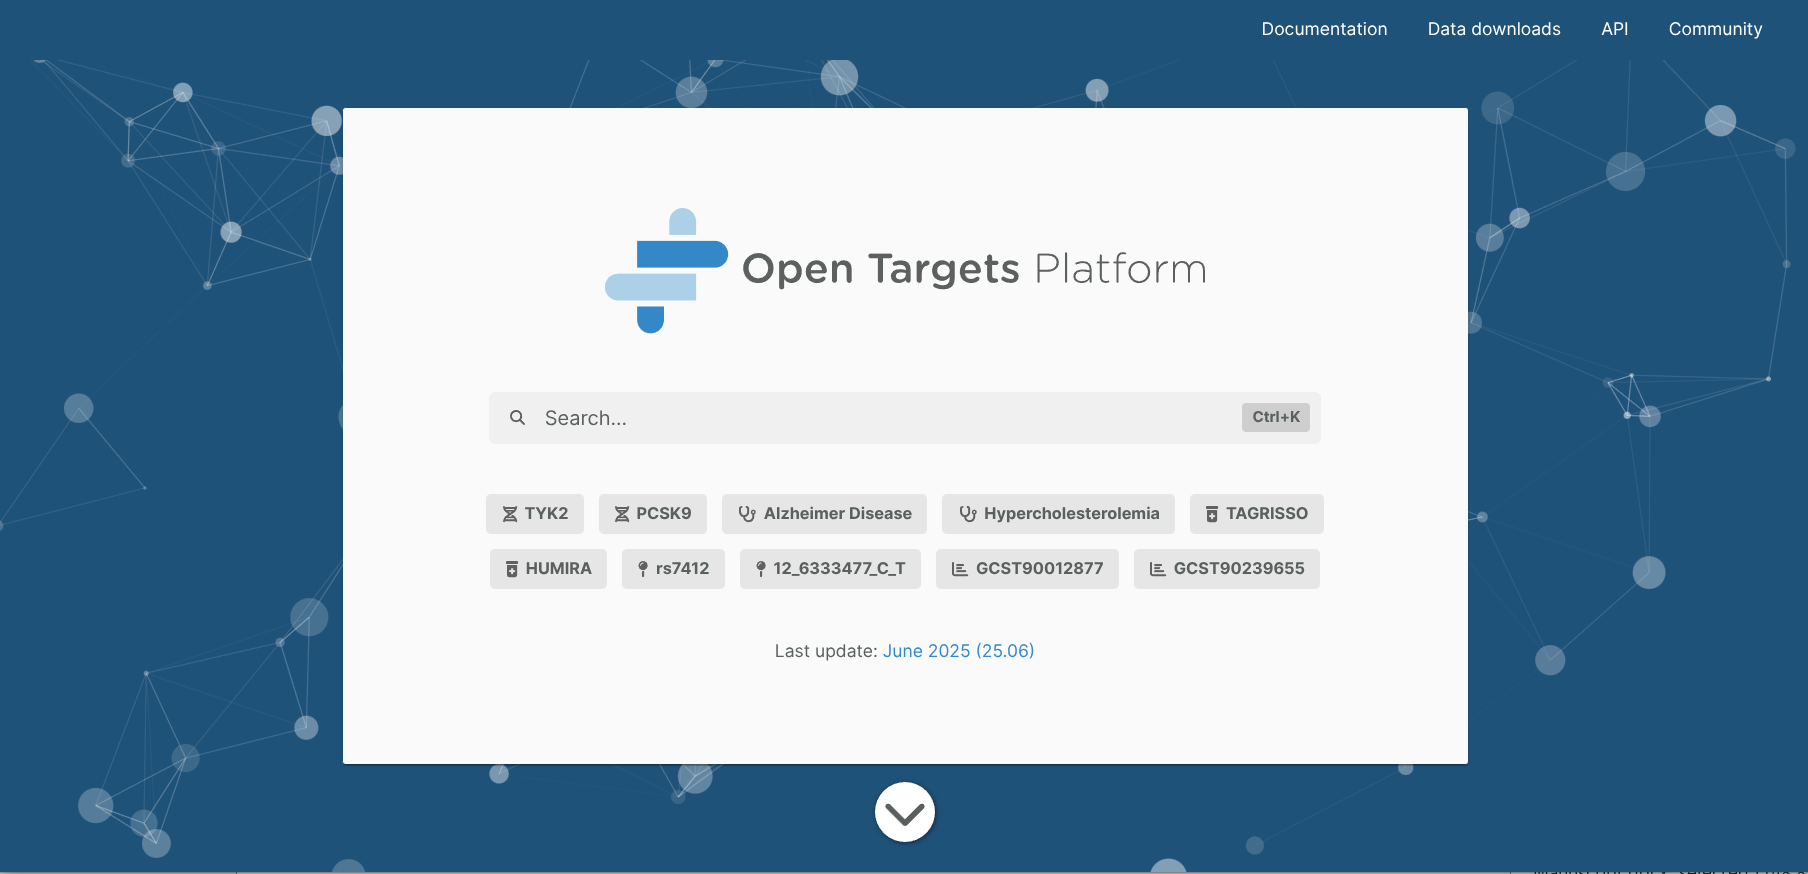 Documentation Data downloads API Community
Open Targets Platform
Search... Ctrl+K
TYK2 PCSK9 Alzheimer Disease Hypercholesterolemia TAGRISSO
HUMIRA rs7412 12_6333477_C_T GCST90012877 GCST90239655
Last update: June 2025 (25.06)